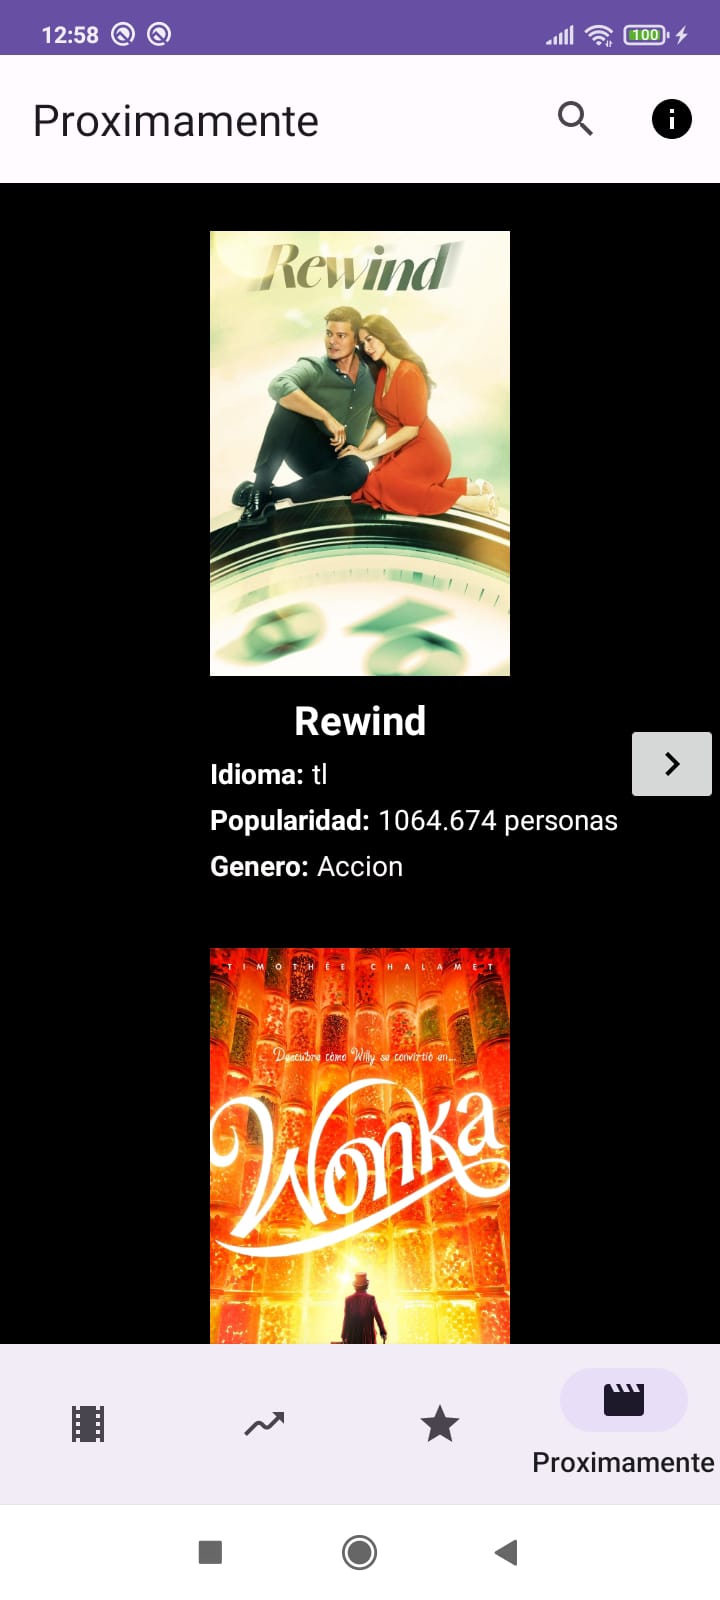 12:58
100
Proximamente
Rewind
Rewind
Idioma: tl
Popularidad: 1064.674 personas
Genero: Accion
TIMOTHÉE CHALAMET
Descubre cómo Willy se convirtió en...
Wonka
Proximamente